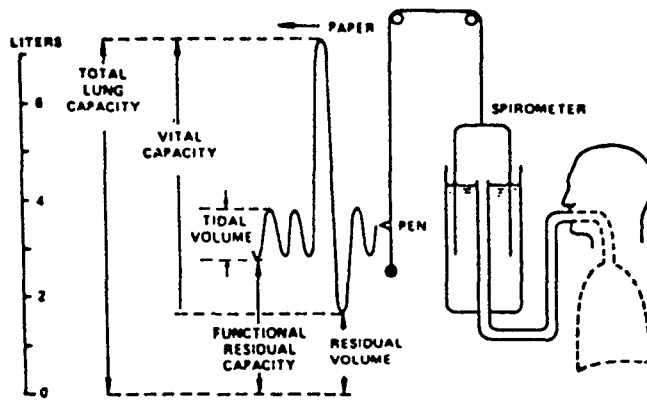 PAPER
LITERS
TOTAL
LUNG
CAPACITY
SPIROMETER
6
VITAL
CAPACITY
4
TIDAL
VOLUME
PEN
2
FUNCTIONAL
RESIDUAL
CAPACITY
RESIDUAL
VOLUME
0